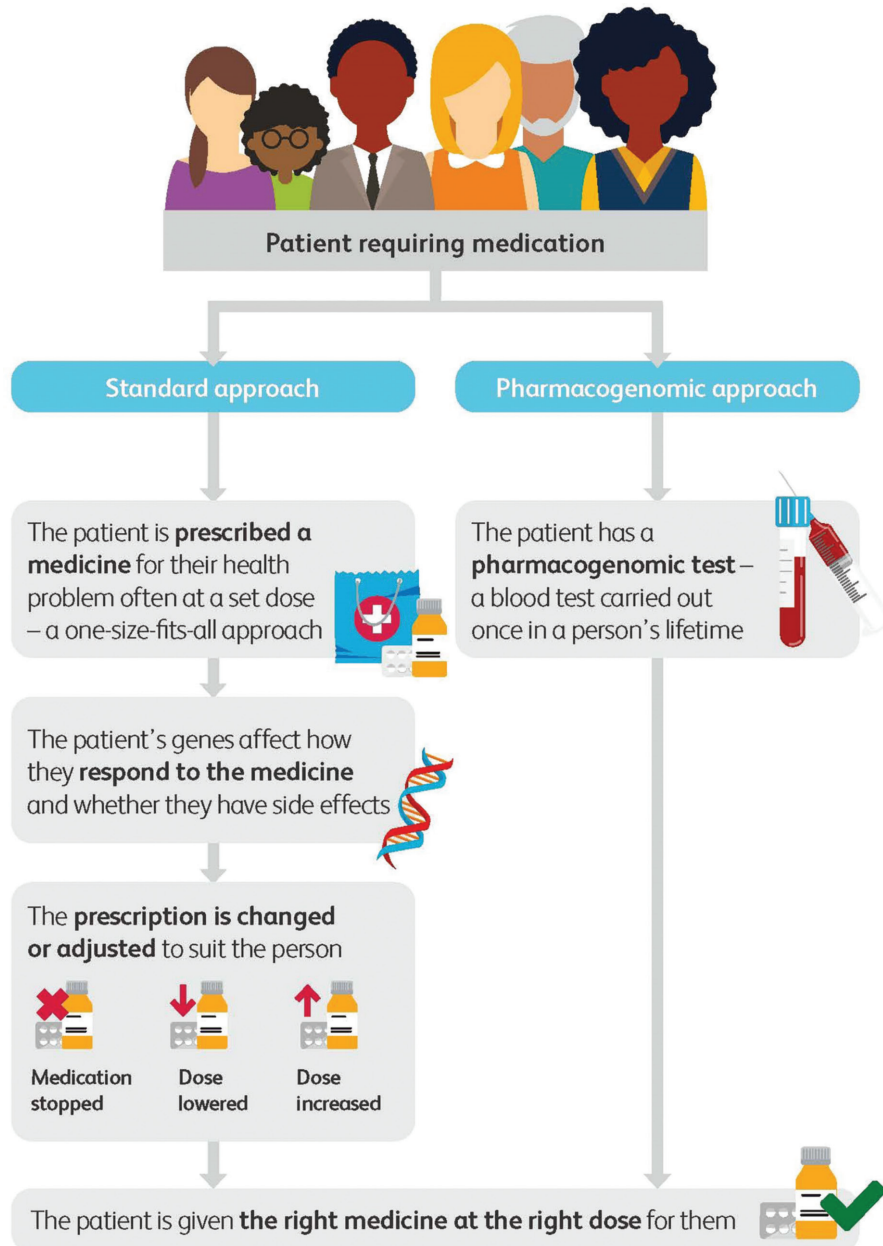 Patient requiring medication
Standard approach
The patient is prescribed a
medicine for their health
problem often at a set dose
– a one-size-fits-all approach
The patient's genes affect how
they respond to the medicine
and whether they have side effects
The prescription is changed
or adjusted to suit the person
Medication
stopped
Dose
lowered
Dose
increased
Pharmacogenomic approach
The patient has a
pharmacogenomic test –
a blood test carried out
once in a person's lifetime
The patient is given the right medicine at the right dose for them